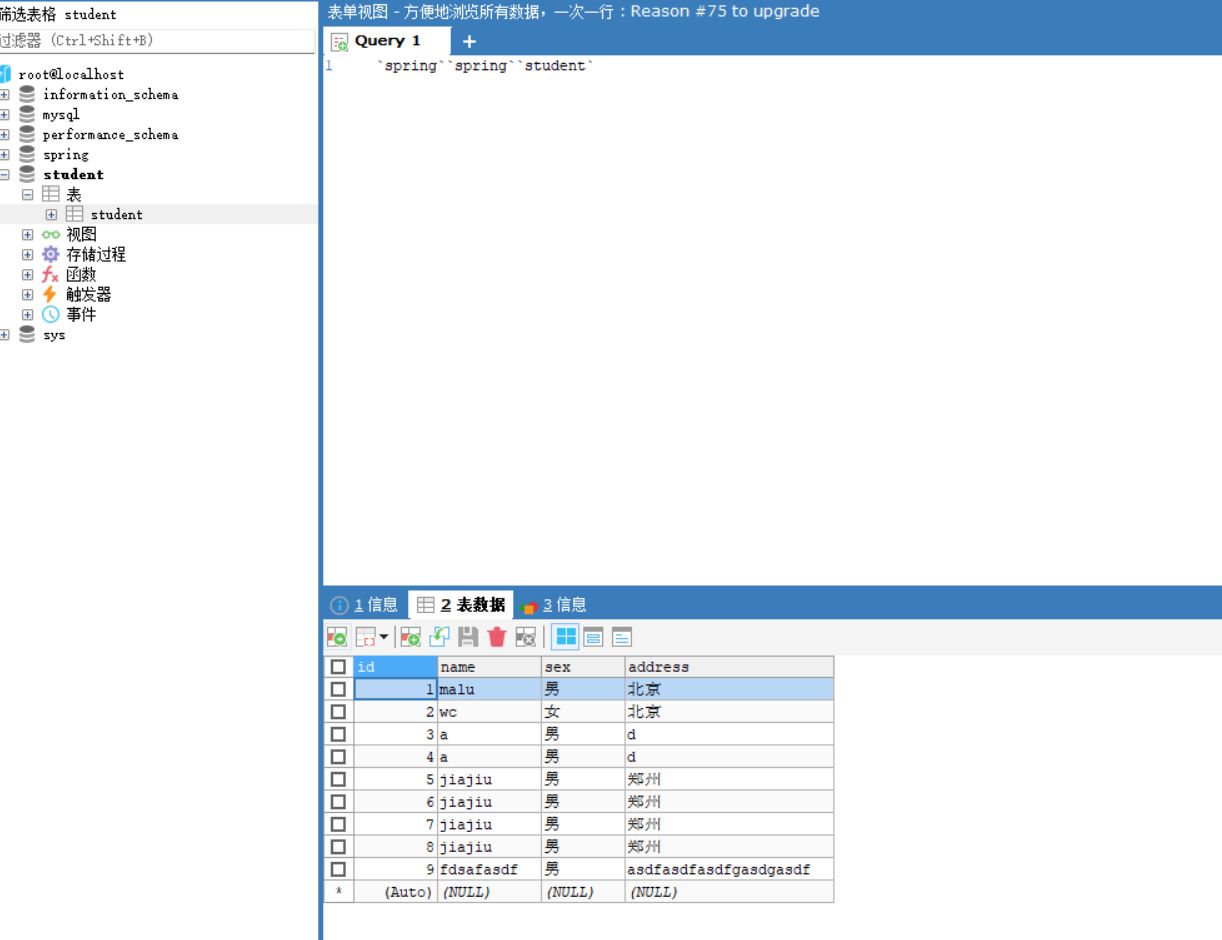 筛选表格 student
过滤器 (Ctrl+Shift+B)
root@localhost
information_schema
mysql
performance_schema
spring
student
表
student
视图
存储过程
函数
触发器
事件
sys
表单视图 - 方便地浏览所有数据，一次一行 : Reason #75 to upgrade
Query 1 +
1 `spring``spring``student`
1 信息 2 表数据 3 信息
id name sex address
1 malu 男 北京
2 wc 女 北京
3 a 男 d
4 a 男 d
5 jiajiu 男 郑州
6 jiajiu 男 郑州
7 jiajiu 男 郑州
8 jiajiu 男 郑州
9 fdsafasdf 男 asdfasdfasdfgasdgasdf
* (Auto) (NULL) (NULL) (NULL)